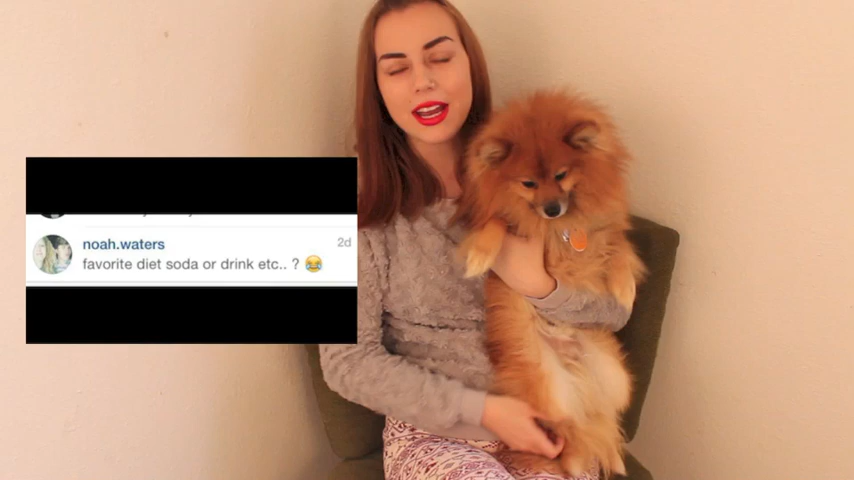 noah.waters 2d
favorite diet soda or drink etc.. ? 😂